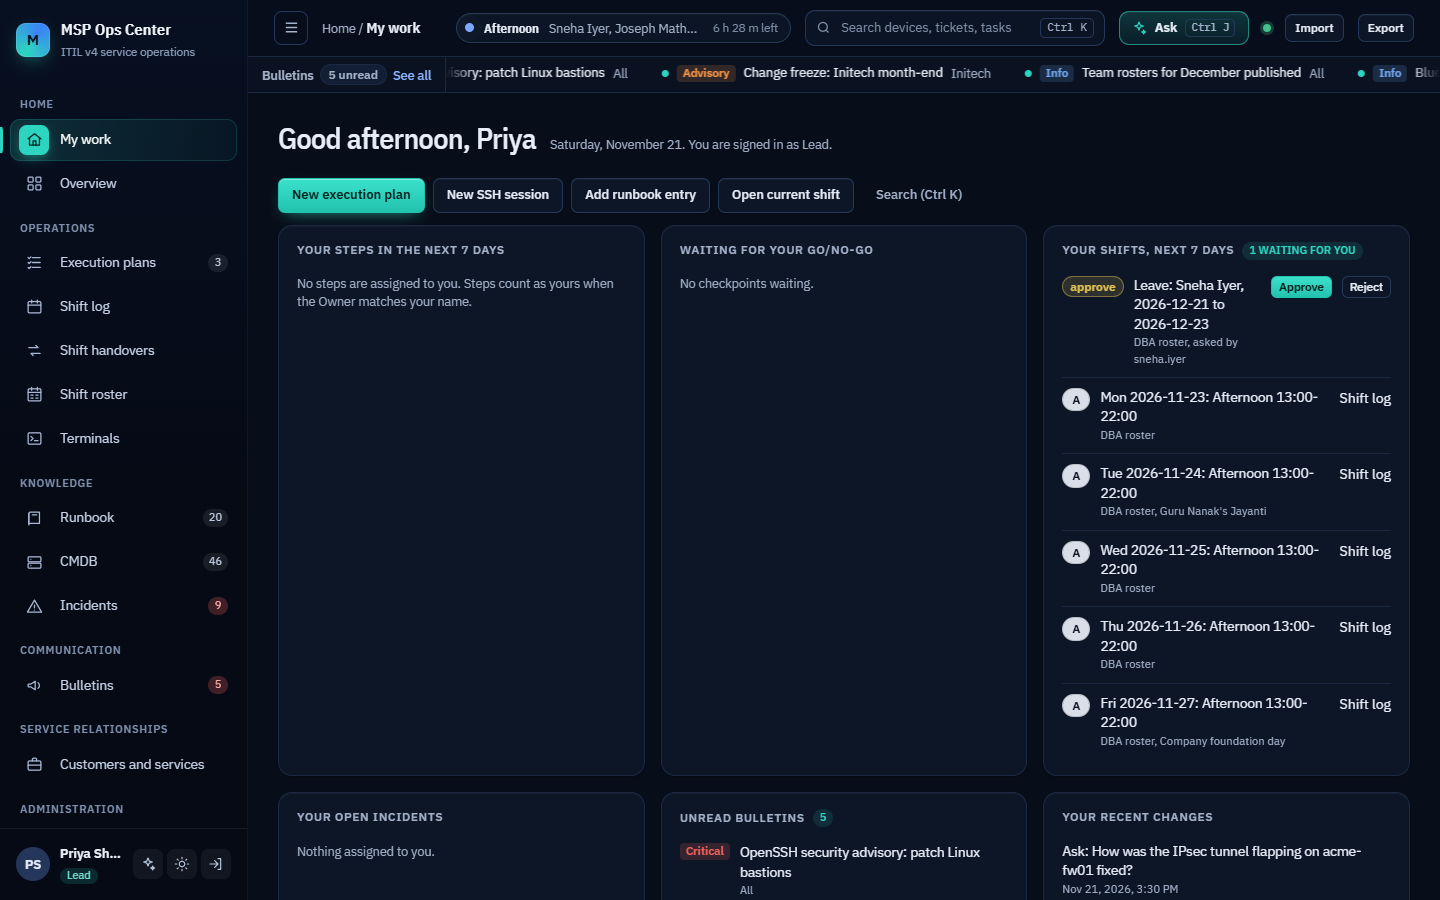 M
MSP Ops Center
ITIL v4 service operations
HOME
My work
Overview
OPERATIONS
Execution plans 3
Shift log
Shift handovers
Shift roster
Terminals
KNOWLEDGE
Runbook 20
CMDB 46
Incidents 9
COMMUNICATION
Bulletins 5
SERVICE RELATIONSHIPS
Customers and services
ADMINISTRATION
PS
Priya Sh...
Lead
Home / My work
Afternoon Sneha Iyer, Joseph Math... 6 h 28 m left
Search devices, tickets, tasks Ctrl K
Ask Ctrl J
Import
Export
Bulletins 5 unread See all
isory: patch Linux bastions All
Advisory Change freeze: Initech month-end Initech
Info Team rosters for December published All
Info Blu
Good afternoon, Priya
Saturday, November 21. You are signed in as Lead.
New execution plan
New SSH session
Add runbook entry
Open current shift
Search (Ctrl K)
YOUR STEPS IN THE NEXT 7 DAYS
No steps are assigned to you. Steps count as yours when
the Owner matches your name.
WAITING FOR YOUR GO/NO-GO
No checkpoints waiting.
YOUR SHIFTS, NEXT 7 DAYS 1 WAITING FOR YOU
approve
Leave: Sneha Iyer,
2026-12-21 to
2026-12-23
DBA roster, asked by
sneha.iyer
Approve
Reject
A
Mon 2026-11-23: Afternoon 13:00-
22:00
DBA roster
Shift log
A
Tue 2026-11-24: Afternoon 13:00-
22:00
DBA roster, Guru Nanak's Jayanti
Shift log
A
Wed 2026-11-25: Afternoon 13:00-
22:00
DBA roster
Shift log
A
Thu 2026-11-26: Afternoon 13:00-
22:00
DBA roster
Shift log
A
Fri 2026-11-27: Afternoon 13:00-
22:00
DBA roster, Company foundation day
Shift log
YOUR OPEN INCIDENTS
Nothing assigned to you.
UNREAD BULLETINS 5
Critical
OpenSSH security advisory: patch Linux
bastions
All
YOUR RECENT CHANGES
Ask: How was the IPsec tunnel flapping on acme-
fw01 fixed?
Nov 21, 2026, 3:30 PM